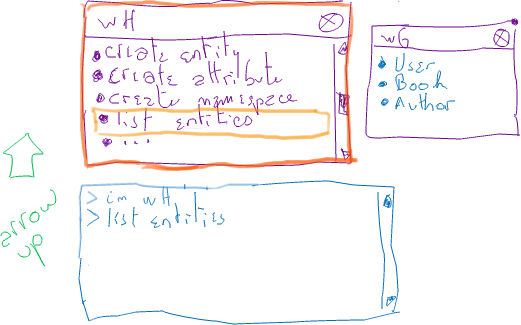 WH
create entity
create attribute
create namespace
list entities
...
WG
User
Book
Author
> im WH
> list entities
arrow
up